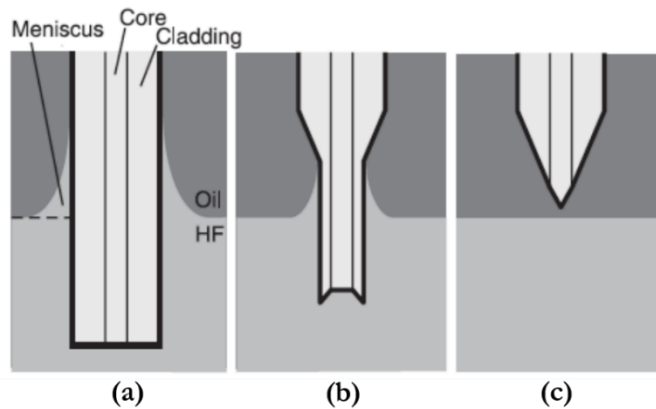 Meniscus
Core
Cladding
Oil
HF
(a) (b) (c)